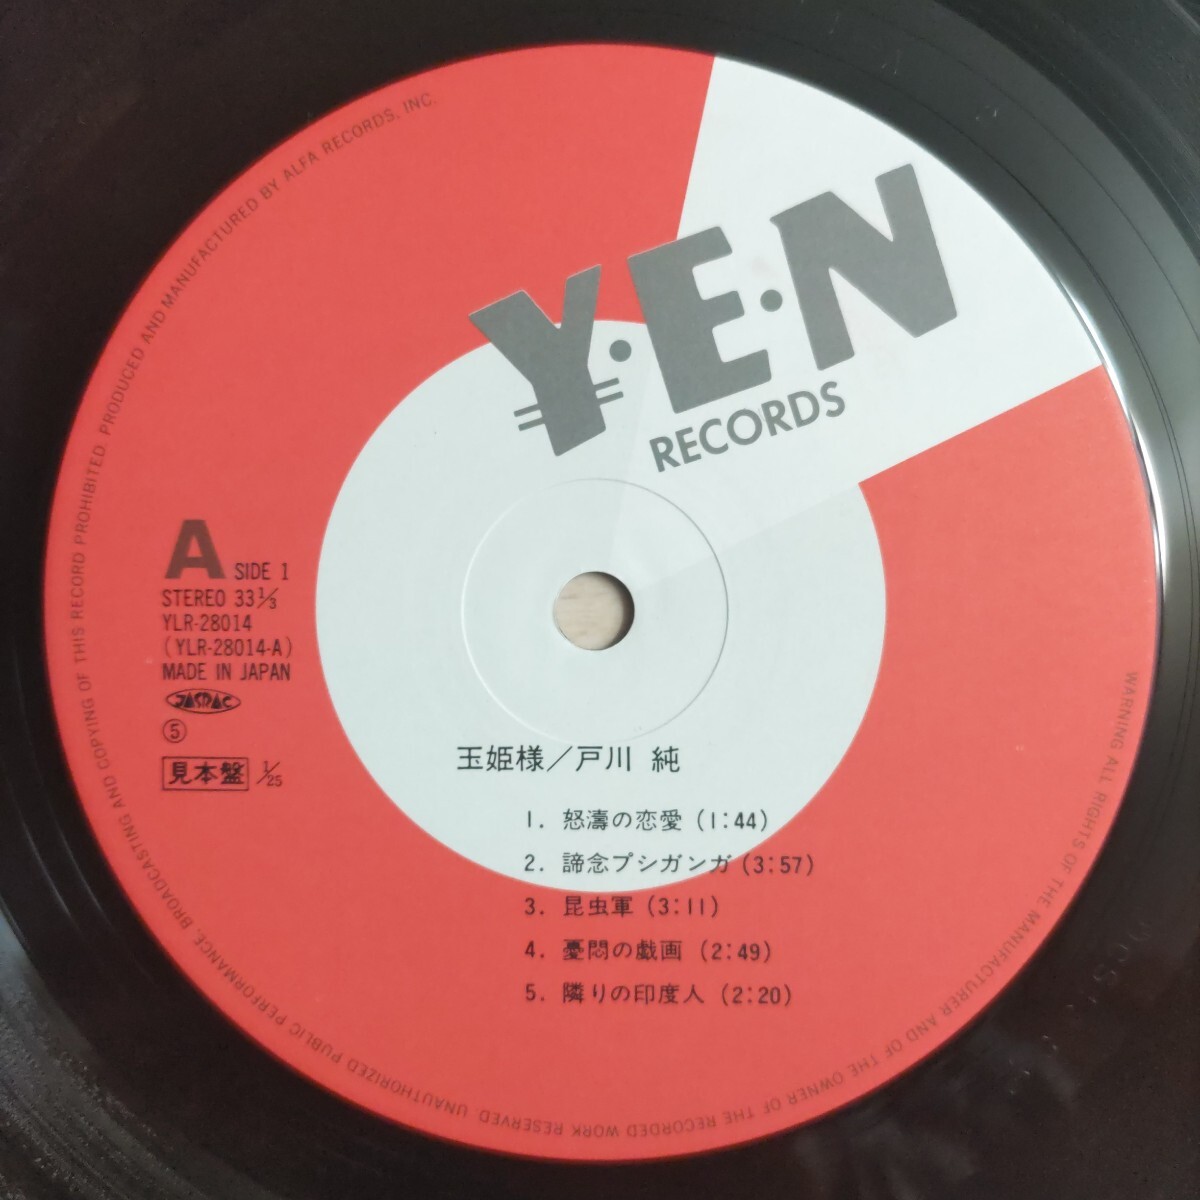 Y·E·N
RECORDS
A SIDE 1
STEREO 33⅓
YLR-28014
(YLR-28014-A)
MADE IN JAPAN
JASRAC
⑤
見本盤 1/25
玉姫様／戸川 純
1. 怒濤の恋愛 (1:44)
2. 諦念プシガンガ (3:57)
3. 昆虫軍 (3:11)
4. 憂悶の戯画 (2:49)
5. 隣りの印度人 (2:20)
WARNING ALL RIGHTS OF THE MANUFACTURER AND OF THE OWNER OF THE RECORDED WORK RESERVED UNAUTHORIZED PUBLIC PERFORMANCE, BROADCASTING AND COPYING OF THIS RECORD PROHIBITED PRODUCED AND MANUFACTURED BY ALFA RECORDS, INC.